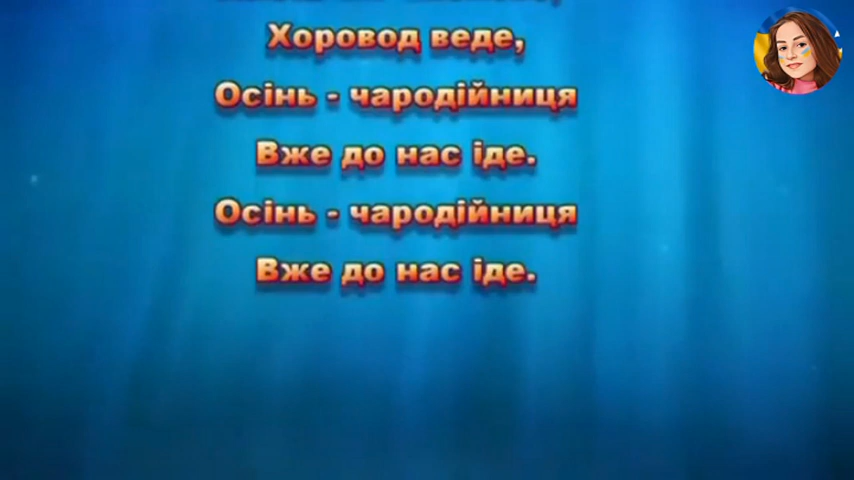 Хоровод веде,
Осінь - чародійниця
Вже до нас іде.
Осінь - чародійниця
Вже до нас іде.